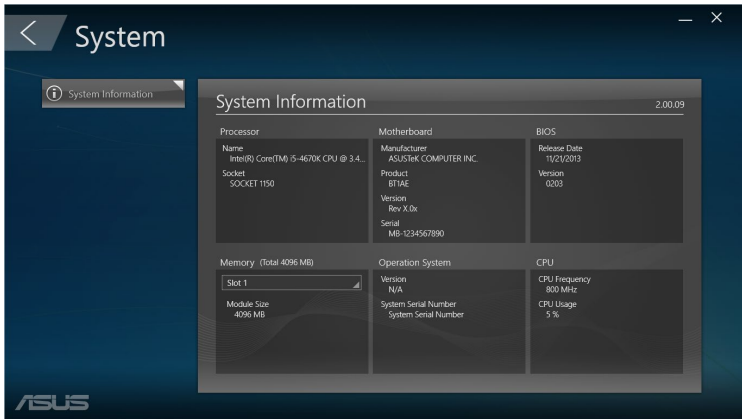 System
System Information
System Information
2.00.09
Processor
Name
Intel(R) Core(TM) i5-4670K CPU @ 3.4...
Socket
SOCKET 1150
Motherboard
Manufacturer
ASUSTeK COMPUTER INC.
Product
BT1AE
Version
Rev X.0x
Serial
MB-1234567890
BIOS
Release Date
11/21/2013
Version
0203
Memory (Total 4096 MB)
Slot 1
Module Size
4096 MB
Operation System
Version
N/A
System Serial Number
System Serial Number
CPU
CPU Frequency
800 MHz
CPU Usage
5 %
ASUS